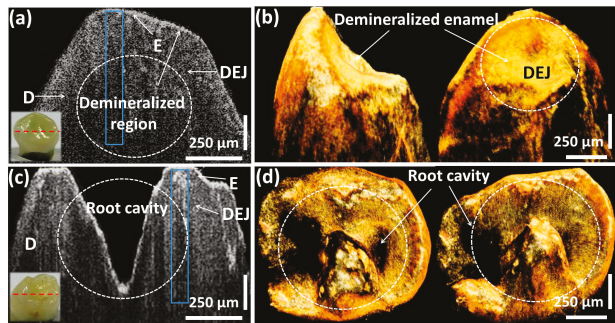 (a)
E
DEJ
D
Demineralized
region
250 μm
(b)
Demineralized enamel
DEJ
250 μm
(c)
Root cavity
E
DEJ
D
250 μm
(d)
Root cavity
250 μm